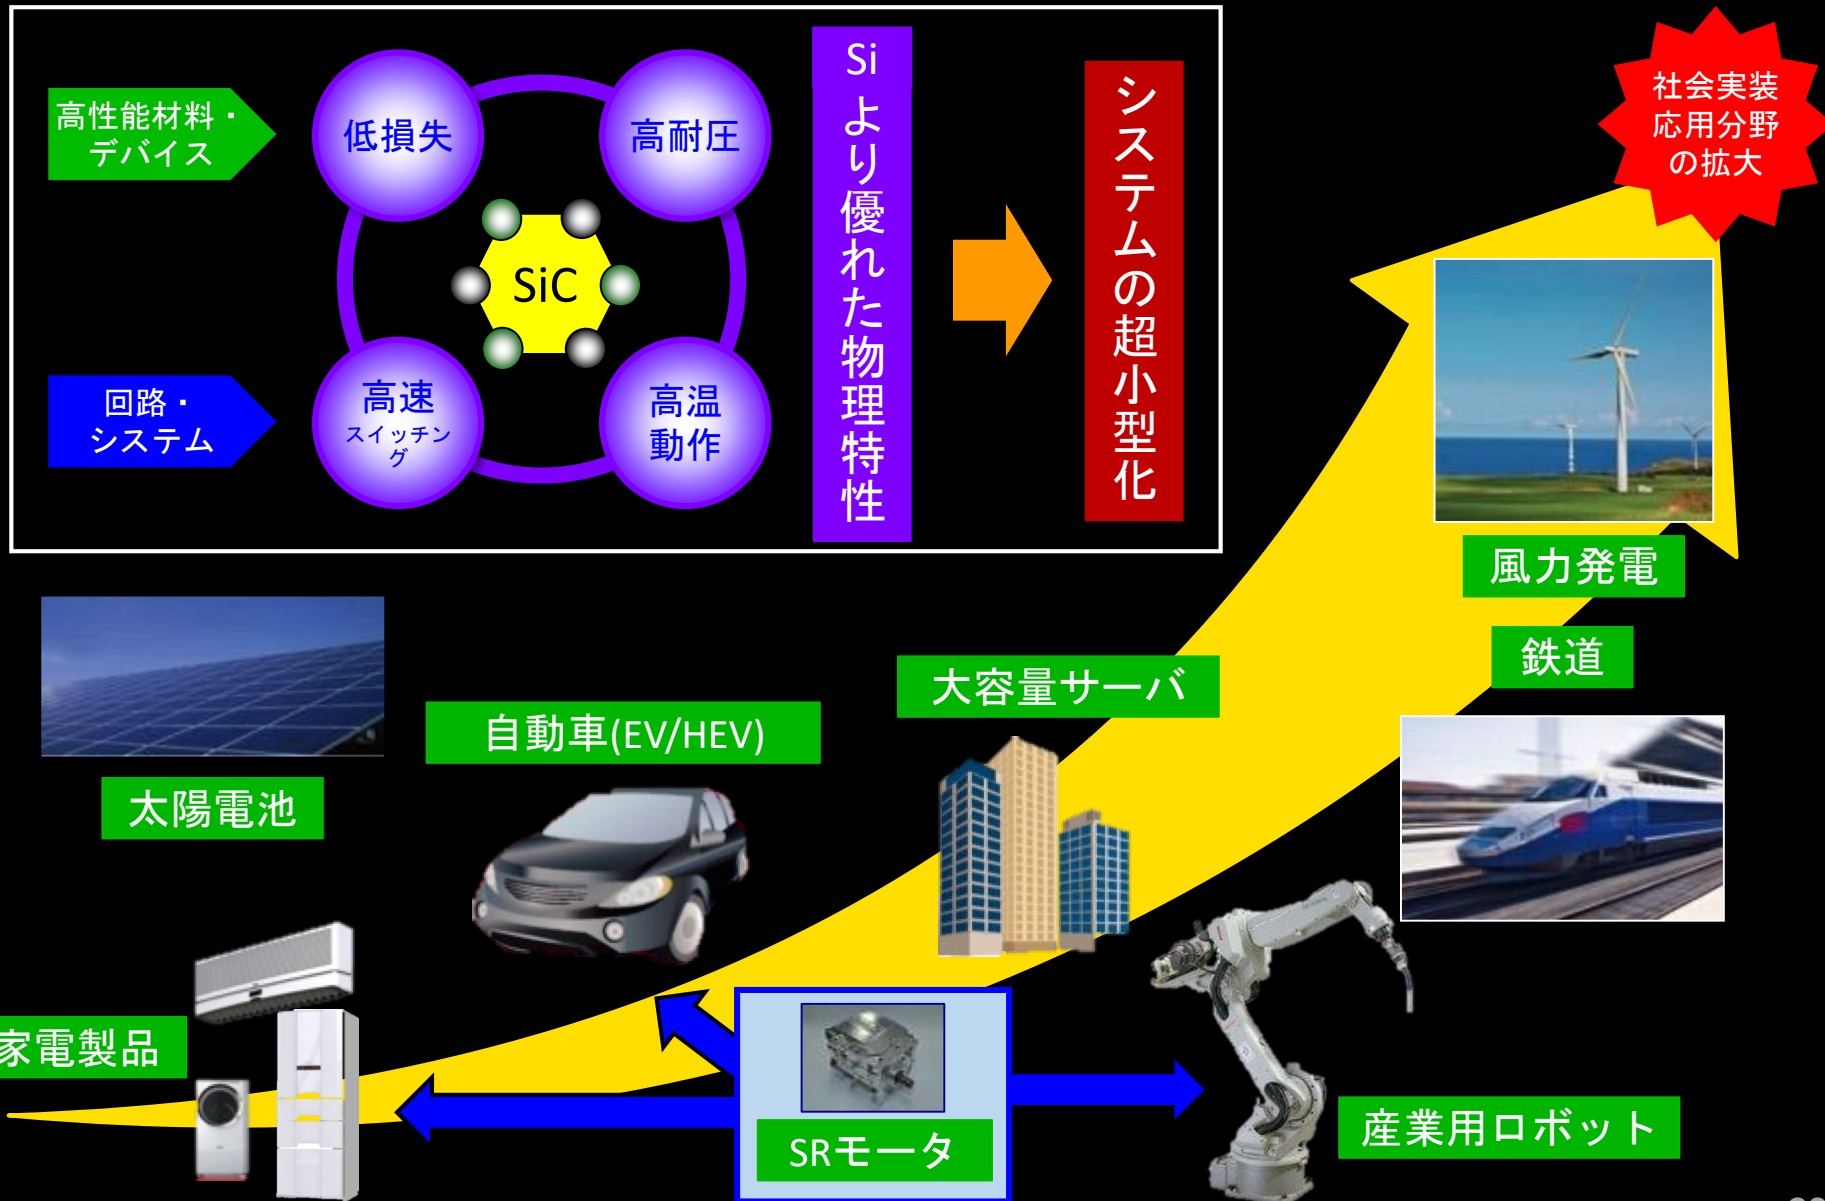 高性能材料・
デバイス
低損失
高耐圧
SiC
回路・
システム
高速
スイッチン
グ
高温
動作
Siより優れた物理特性
システムの超小型化
社会実装
応用分野
の拡大
風力発電
鉄道
大容量サーバ
自動車(EV/HEV)
太陽電池
家電製品
SRモータ
産業用ロボット